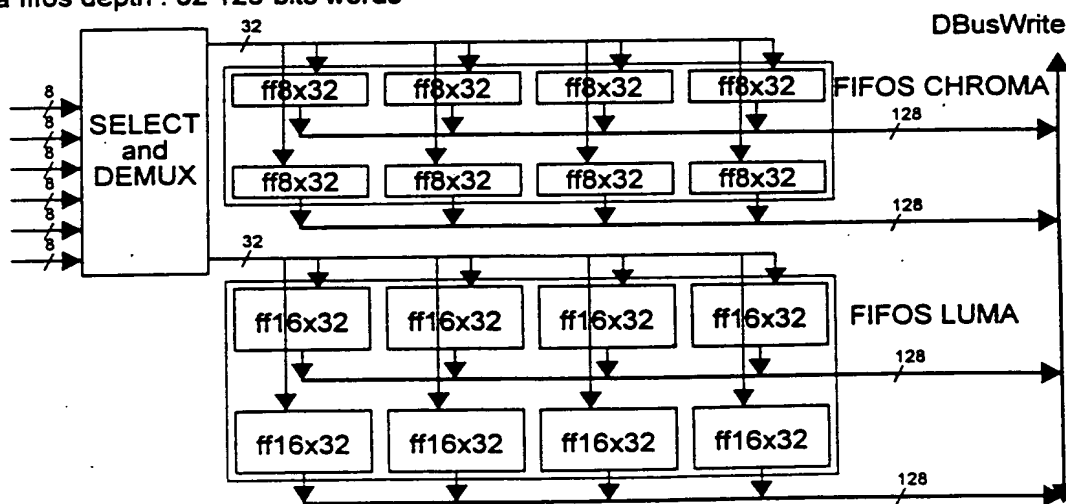 a fifos depth : 32 128-bits words
DBusWrite
32
ff8x32 ff8x32 ff8x32 ff8x32
FIFOS CHROMA
128
SELECT
and
DEMUX
8
8
8
8
8
8
ff8x32 ff8x32 ff8x32 ff8x32
128
32
ff16x32 ff16x32 ff16x32 ff16x32
FIFOS LUMA
128
ff16x32 ff16x32 ff16x32 ff16x32
128